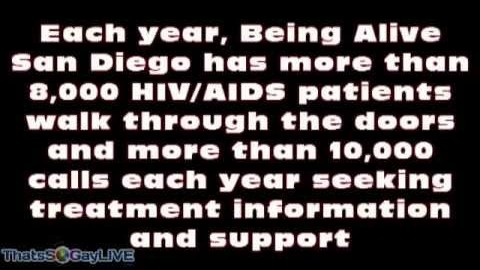 Each year, Being Alive
San Diego has more than
8,000 HIV/AIDS patients
walk through the doors
and more than 10,000
calls each year seeking
treatment information
and support
ThatsSOGayLIVE